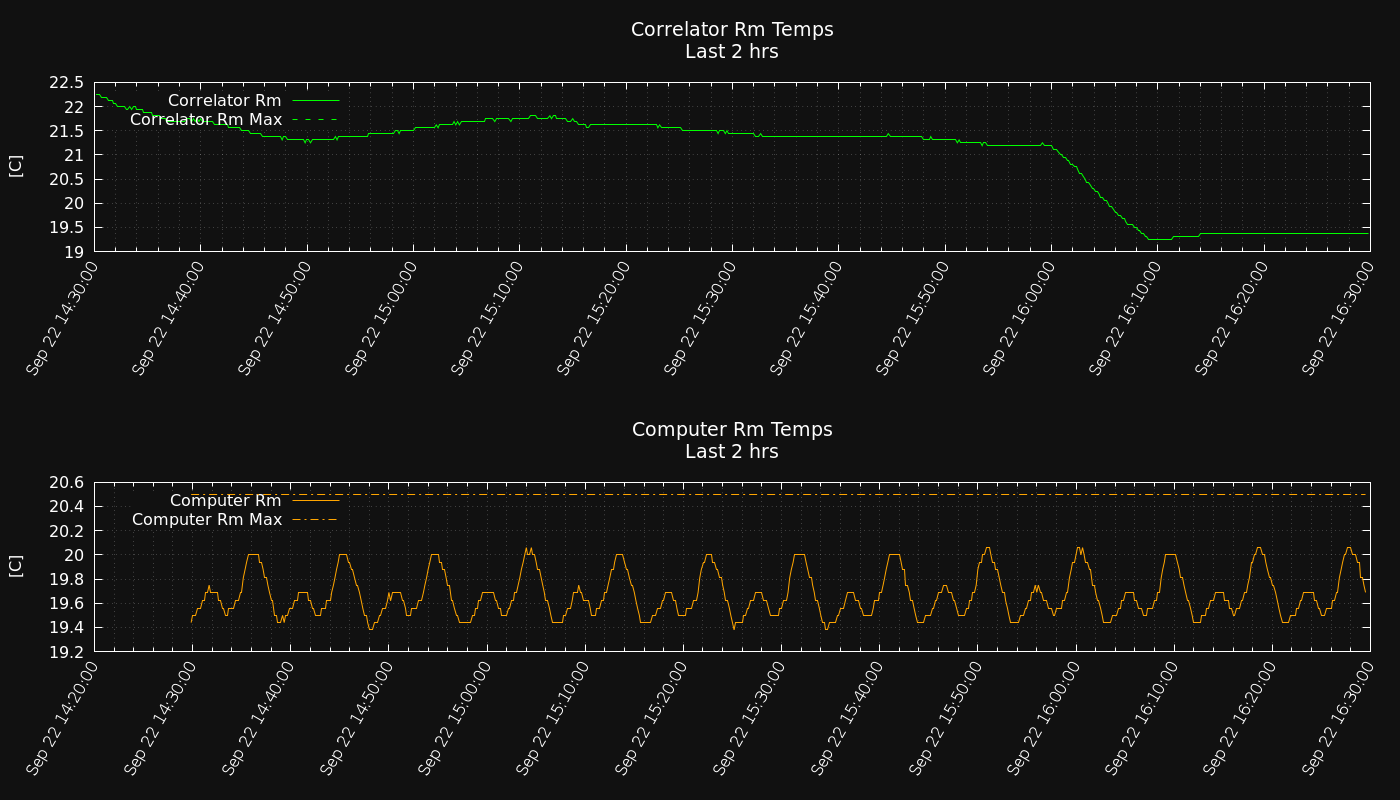 Correlator Rm Temps
Last 2 hrs
[C]
22.5
22
21.5
21
20.5
20
19.5
19
Correlator Rm
Correlator Rm Max
Sep 22 14:30:00
Sep 22 14:40:00
Sep 22 14:50:00
Sep 22 15:00:00
Sep 22 15:10:00
Sep 22 15:20:00
Sep 22 15:30:00
Sep 22 15:40:00
Sep 22 15:50:00
Sep 22 16:00:00
Sep 22 16:10:00
Sep 22 16:20:00
Sep 22 16:30:00
Computer Rm Temps
Last 2 hrs
[C]
20.6
20.4
20.2
20
19.8
19.6
19.4
19.2
Computer Rm
Computer Rm Max
Sep 22 14:20:00
Sep 22 14:30:00
Sep 22 14:40:00
Sep 22 14:50:00
Sep 22 15:00:00
Sep 22 15:10:00
Sep 22 15:20:00
Sep 22 15:30:00
Sep 22 15:40:00
Sep 22 15:50:00
Sep 22 16:00:00
Sep 22 16:10:00
Sep 22 16:20:00
Sep 22 16:30:00